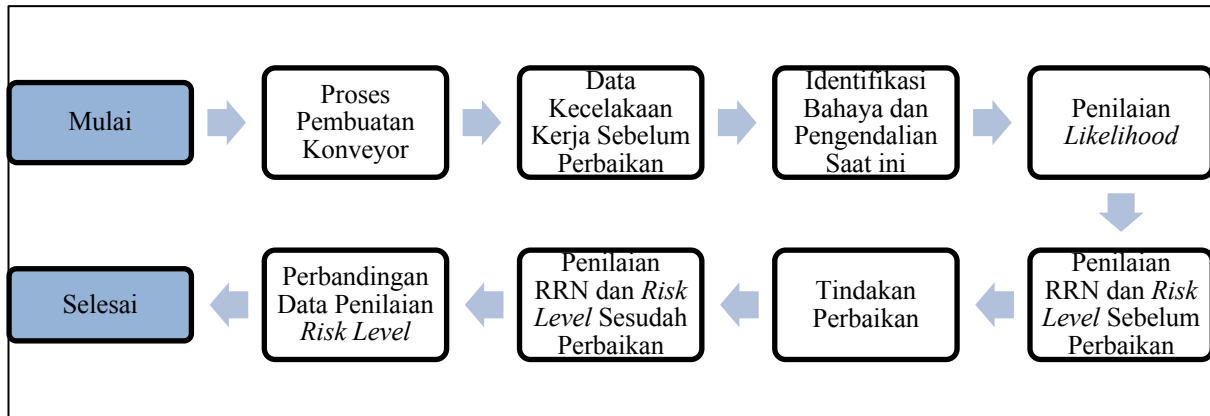 Mulai
Proses
Pembuatan
Konveyor
Data
Kecelakaan
Kerja Sebelum
Perbaikan
Identifikasi
Bahaya dan
Pengendalian
Saat ini
Penilaian
Likelihood
Penilaian
RRN dan Risk
Level Sebelum
Perbaikan
Tindakan
Perbaikan
Penilaian
RRN dan Risk
Level Sesudah
Perbaikan
Perbandingan
Data Penilaian
Risk Level
Selesai